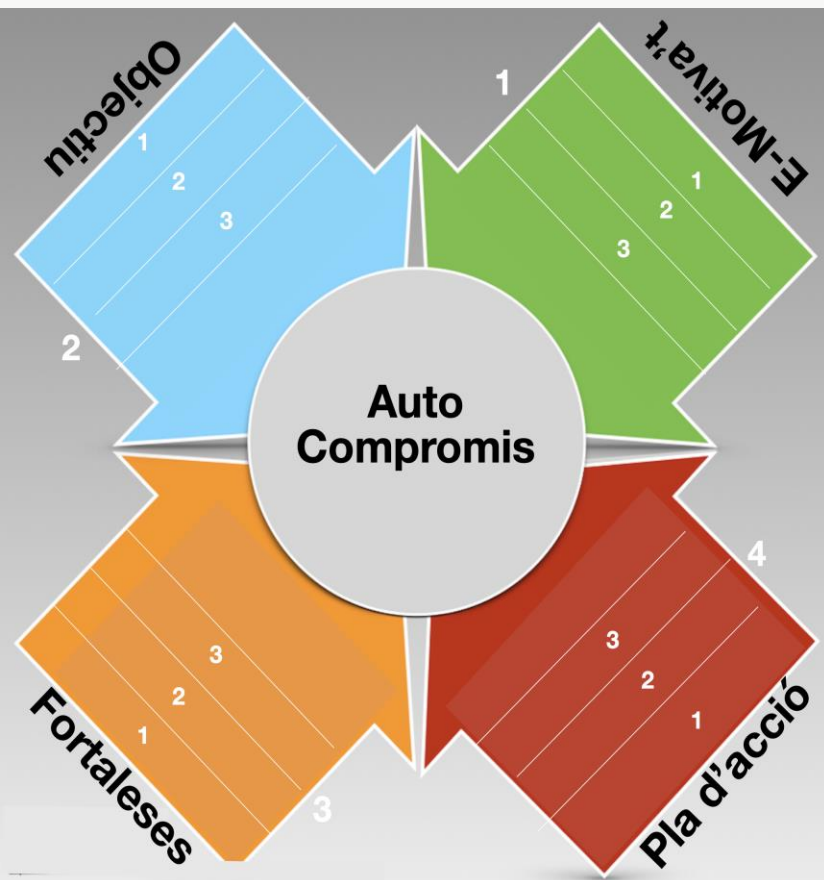 Objectiu
1
2
3
2
E-Motiva't
1
1
2
3
Auto
Compromis
Fortaleses
3
2
1
3
Pla d'acció
4
3
2
1